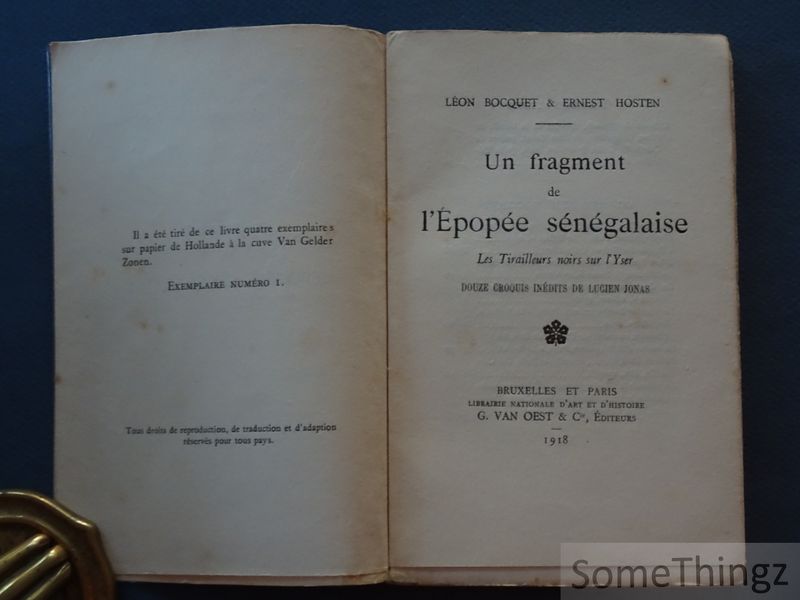 Il a été tiré de ce livre quatre exemplaires
sur papier de Hollande à la cuve Van Gelder
Zonen.
EXEMPLAIRE NUMÉRO 1.
Tous droits de reproduction, de traduction et d'adaption
réservés pour tous pays.
LÉON BOCQUET & ERNEST HOSTEN
Un fragment
de
l'Épopée sénégalaise
Les Tirailleurs noirs sur l'Yser
DOUZE CROQUIS INÉDITS DE LUCIEN JONAS
BRUXELLES ET PARIS
LIBRAIRIE NATIONALE D'ART ET D'HISTOIRE
G. VAN OEST & Cie, ÉDITEURS
1918
SomeThingz